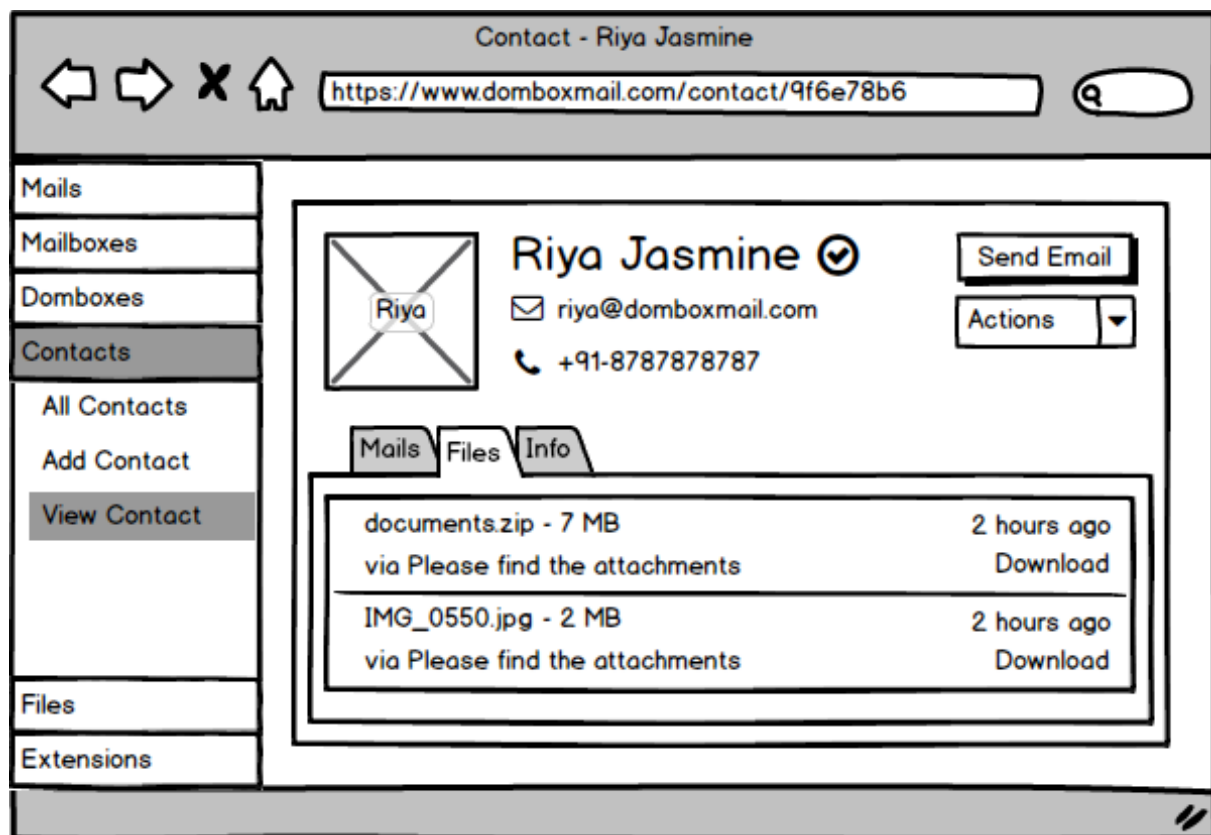 Contact - Riya Jasmine
https://www.domboxmail.com/contact/9f6e78b6
Mails
Mailboxes
Domboxes
Contacts
All Contacts
Add Contact
View Contact
Files
Extensions
Riya
Riya Jasmine
riya@domboxmail.com
+91-8787878787
Send Email
Actions
Mails Files Info
documents.zip - 7 MB 2 hours ago
via Please find the attachments Download
IMG_0550.jpg - 2 MB 2 hours ago
via Please find the attachments Download